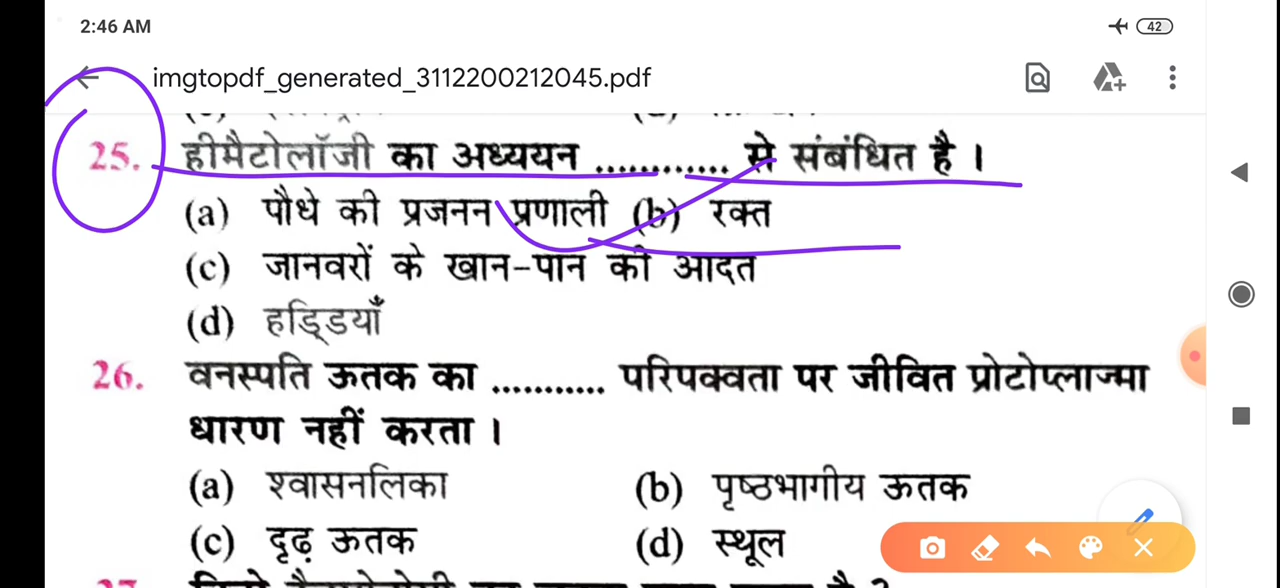 2:46 AM
42
imgtopdf_generated_3112200212045.pdf
25. हीमैटोलॉजी का अध्ययन ............ से संबंधित है ।
(a) पौधे की प्रजनन प्रणाली (b) रक्त
(c) जानवरों के खान-पान की आदत
(d) हड्डियाँ
26. वनस्पति ऊतक का ........... परिपक्वता पर जीवित प्रोटोप्लाज्मा
धारण नहीं करता ।
(a) श्वासनलिका (b) पृष्ठभागीय ऊतक
(c) दृढ़ ऊतक (d) स्थूल